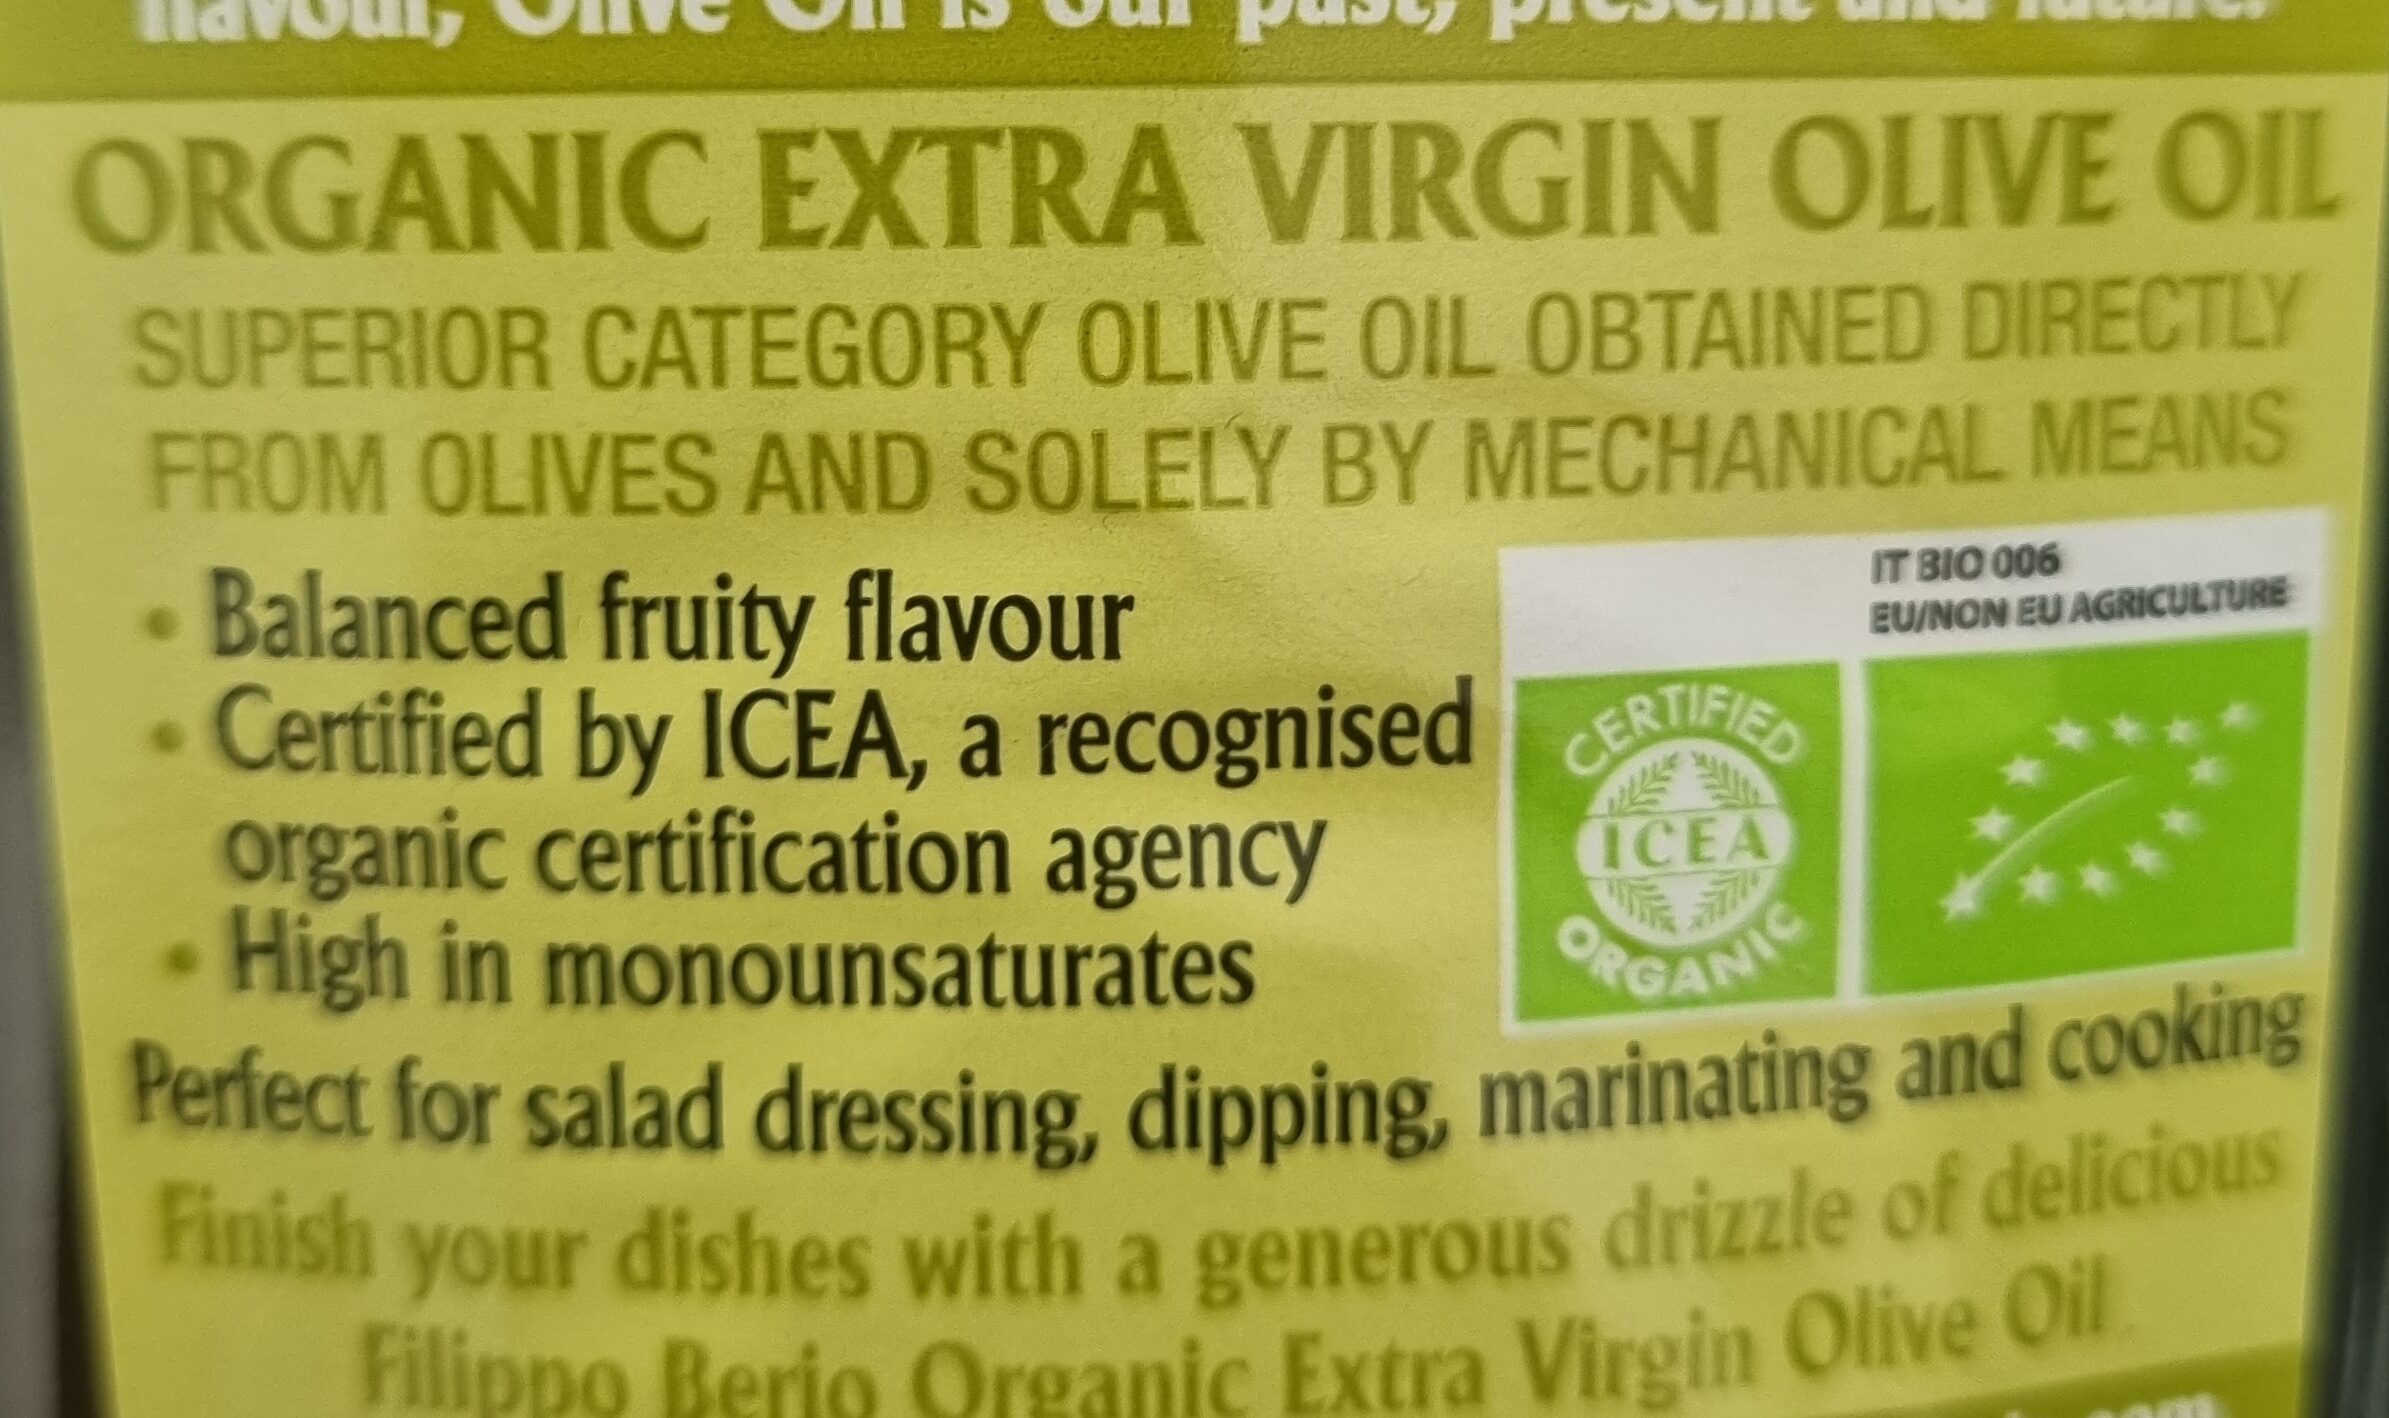 flavour, Olive Oil is our past, present and future.
ORGANIC EXTRA VIRGIN OLIVE OIL
SUPERIOR CATEGORY OLIVE OIL OBTAINED DIRECTLY
FROM OLIVES AND SOLELY BY MECHANICAL MEANS
• Balanced fruity flavour
• Certified by ICEA, a recognised
organic certification agency
• High in monounsaturates
IT BIO 006
EU/NON EU AGRICULTURE
CERTIFIED
ICEA
ORGANIC
Perfect for salad dressing, dipping, marinating and cooking
Finish your dishes with a generous drizzle of delicious
Filippo Berio Organic Extra Virgin Olive Oil